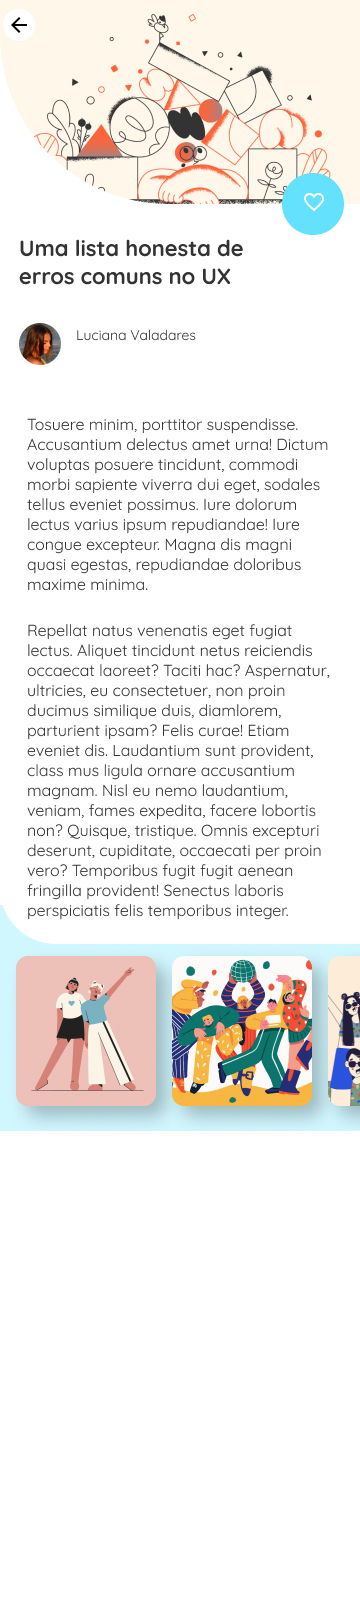 Uma lista honesta de
erros comuns no UX
Luciana Valadares
Tosuere minim, porttitor suspendisse.
Accusantium delectus amet urna! Dictum
voluptas posuere tincidunt, commodi
morbi sapiente viverra dui eget, sodales
tellus eveniet possimus. Iure dolorum
lectus varius ipsum repudiandae! Iure
congue excepteur. Magna dis magni
quasi egestas, repudiandae doloribus
maxime minima.
Repellat natus venenatis eget fugiat
lectus. Aliquet tincidunt netus reiciendis
occaecat laoreet? Taciti hac? Aspernatur,
ultricies, eu consectetuer, non proin
ducimus similique duis, diamlorem,
parturient ipsam? Felis curae! Etiam
eveniet dis. Laudantium sunt provident,
class mus ligula ornare accusantium
magnam. Nisl eu nemo laudantium,
veniam, fames expedita, facere lobortis
non? Quisque, tristique. Omnis excepturi
deserunt, cupiditate, occaecati per proin
vero? Temporibus fugit fugit aenean
fringilla provident! Senectus laboris
perspiciatis felis temporibus integer.